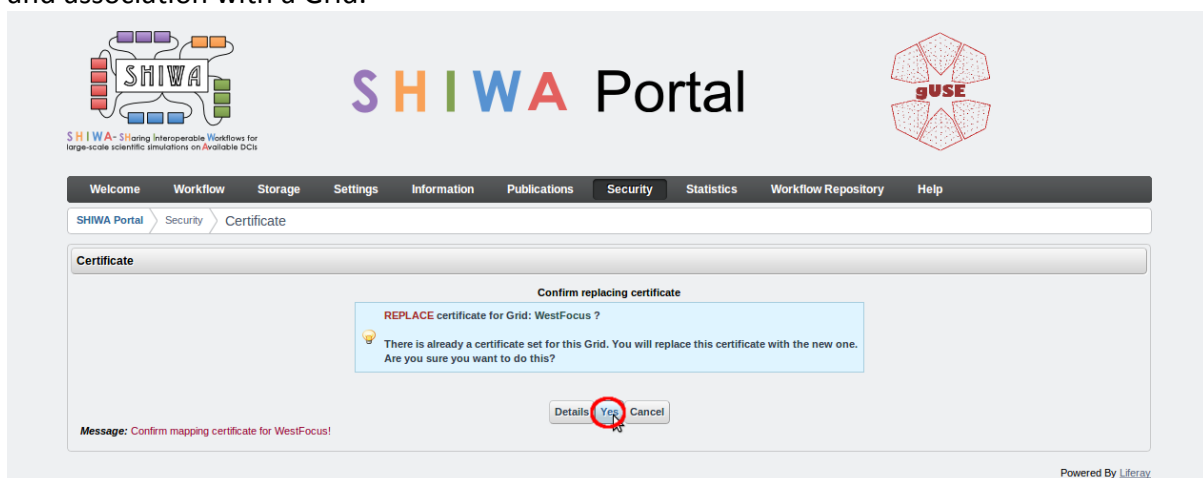 and association with a Grid.
SHIWA
SHIWA- SHaring Interoperable Workflows for
large-scale scientific simulations on Available DCIs
SHIWA Portal
gUSE
Welcome Workflow Storage Settings Information Publications Security Statistics Workflow Repository Help
SHIWA Portal Security Certificate
Certificate
Confirm replacing certificate
REPLACE certificate for Grid: WestFocus ?
There is already a certificate set for this Grid. You will replace this certificate with the new one.
Are you sure you want to do this?
Details Yes Cancel
Message: Confirm mapping certificate for WestFocus!
Powered By Liferay